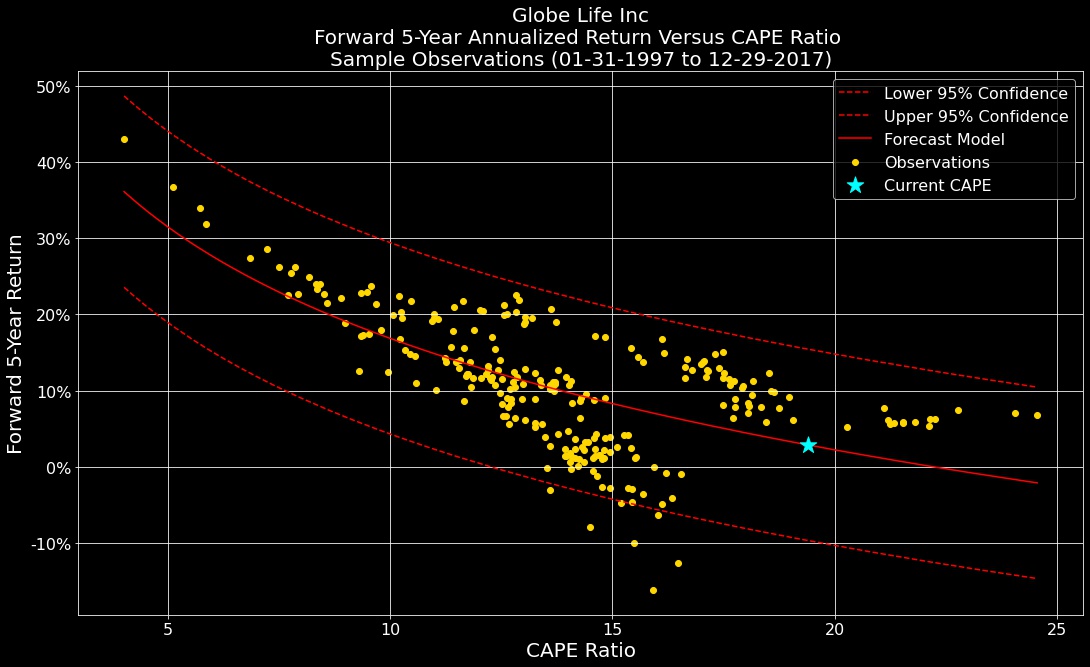 Globe Life Inc
Forward 5-Year Annualized Return Versus CAPE Ratio
Sample Observations (01-31-1997 to 12-29-2017)
Lower 95% Confidence
Upper 95% Confidence
Forecast Model
Observations
Current CAPE
Forward 5-Year Return
50%
40%
30%
20%
10%
0%
-10%
5
10
15
20
25
CAPE Ratio